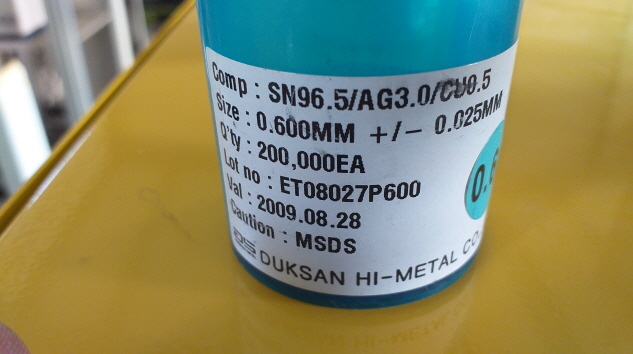 Comp : SN96.5/AG3.0/CU0.5
Size : 0.600MM +/- 0.025MM
Q'ty : 200,000EA
Lot no : ET08027P600
Val : 2009.08.28
Caution : MSDS
DS DUKSAN HI-METAL CO.